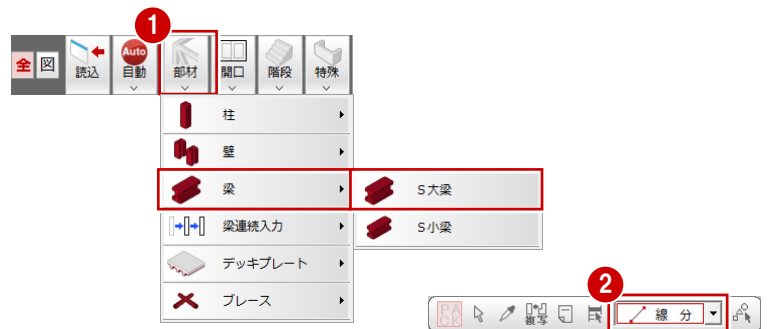 1
全 図 読込 Auto 自動 部材 開口 階段 特殊
柱
壁
梁 S大梁
梁連続入力 S小梁
デッキプレート
ブレース
2
PACK 複写 線 分